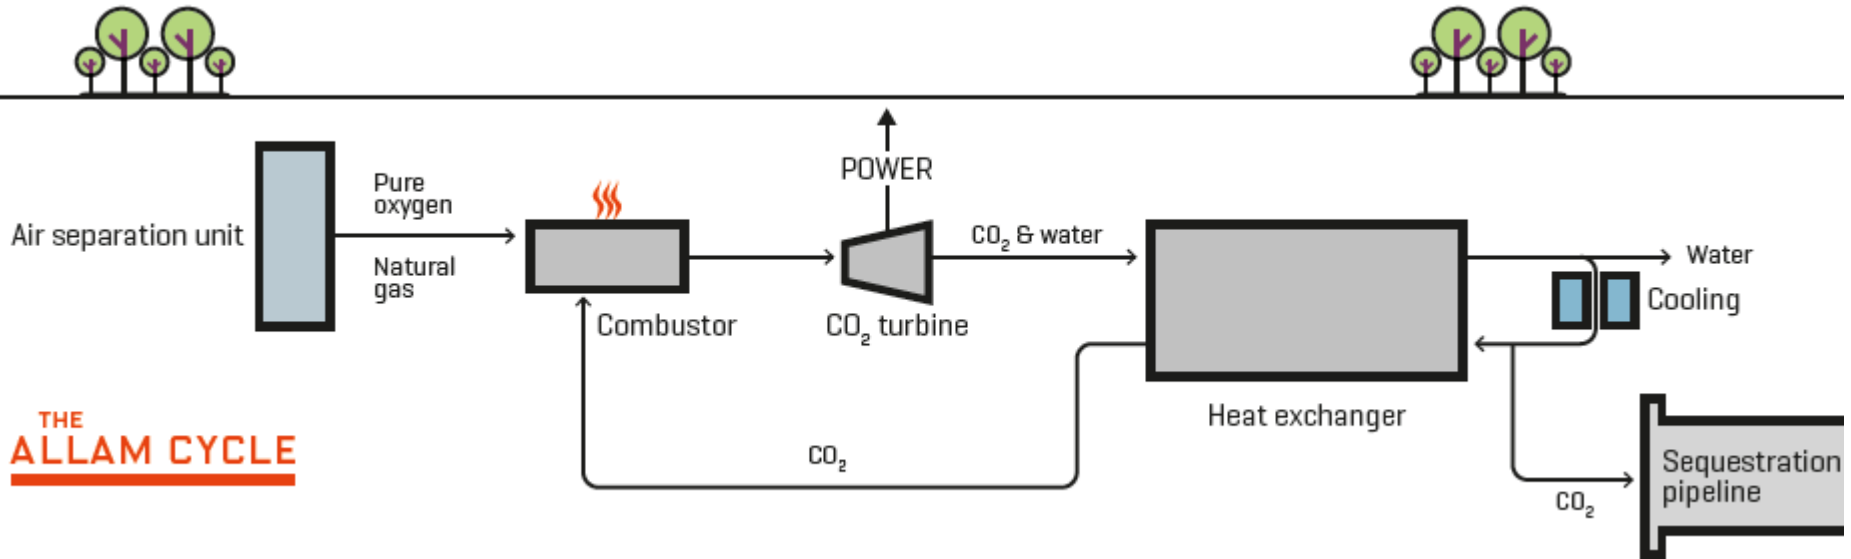 POWER
Pure
oxygen
Air separation unit
Natural
gas
CO₂ & water
Water
Cooling
Combustor
CO₂ turbine
Heat exchanger
THE
ALLAM CYCLE
CO₂
Sequestration
pipeline
CO₂